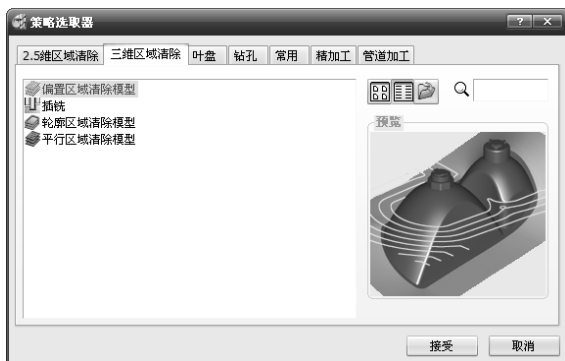 策略选取器
2.5维区域清除 三维区域清除 叶盘 钻孔 常用 精加工 管道加工
偏置区域清除模型
插铣
轮廓区域清除模型
平行区域清除模型
预览
接受 取消